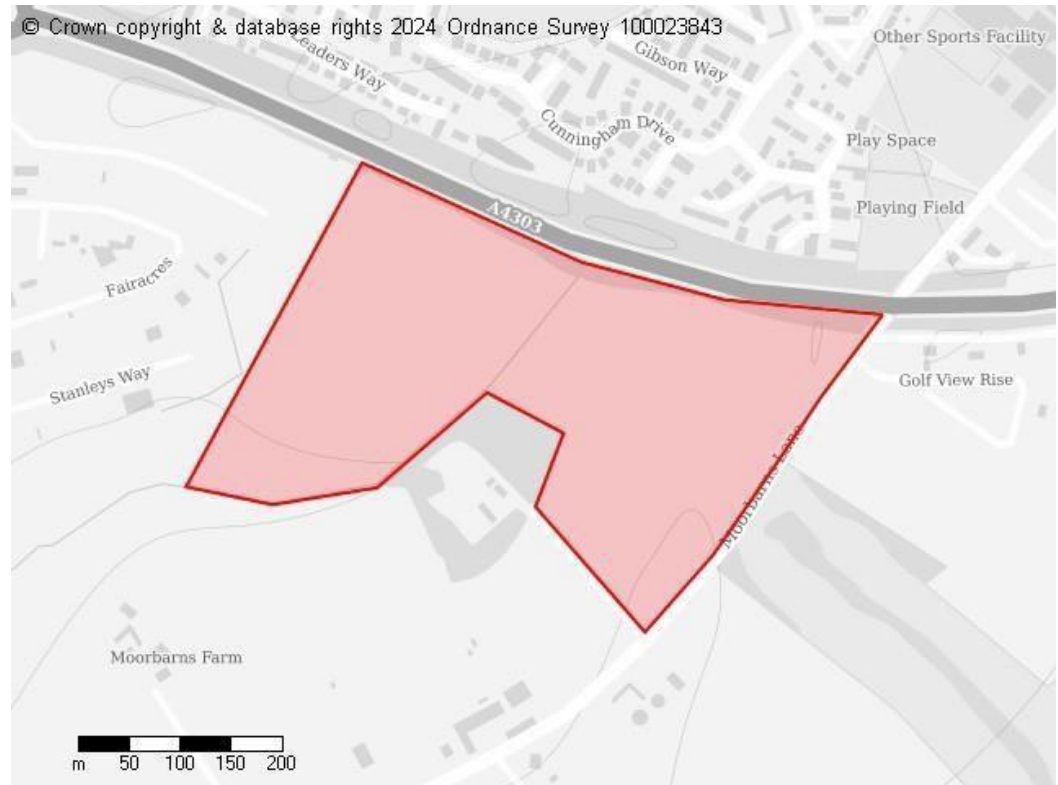 © Crown copyright & database rights 2024 Ordnance Survey 100023843
Leaders Way
Gibson Way
Other Sports Facility
Cunningham Drive
Play Space
A4303
Playing Field
Fairacres
Stanleys Way
Golf View Rise
Moorbarns Lane
Moorbarns Farm
m 50 100 150 200